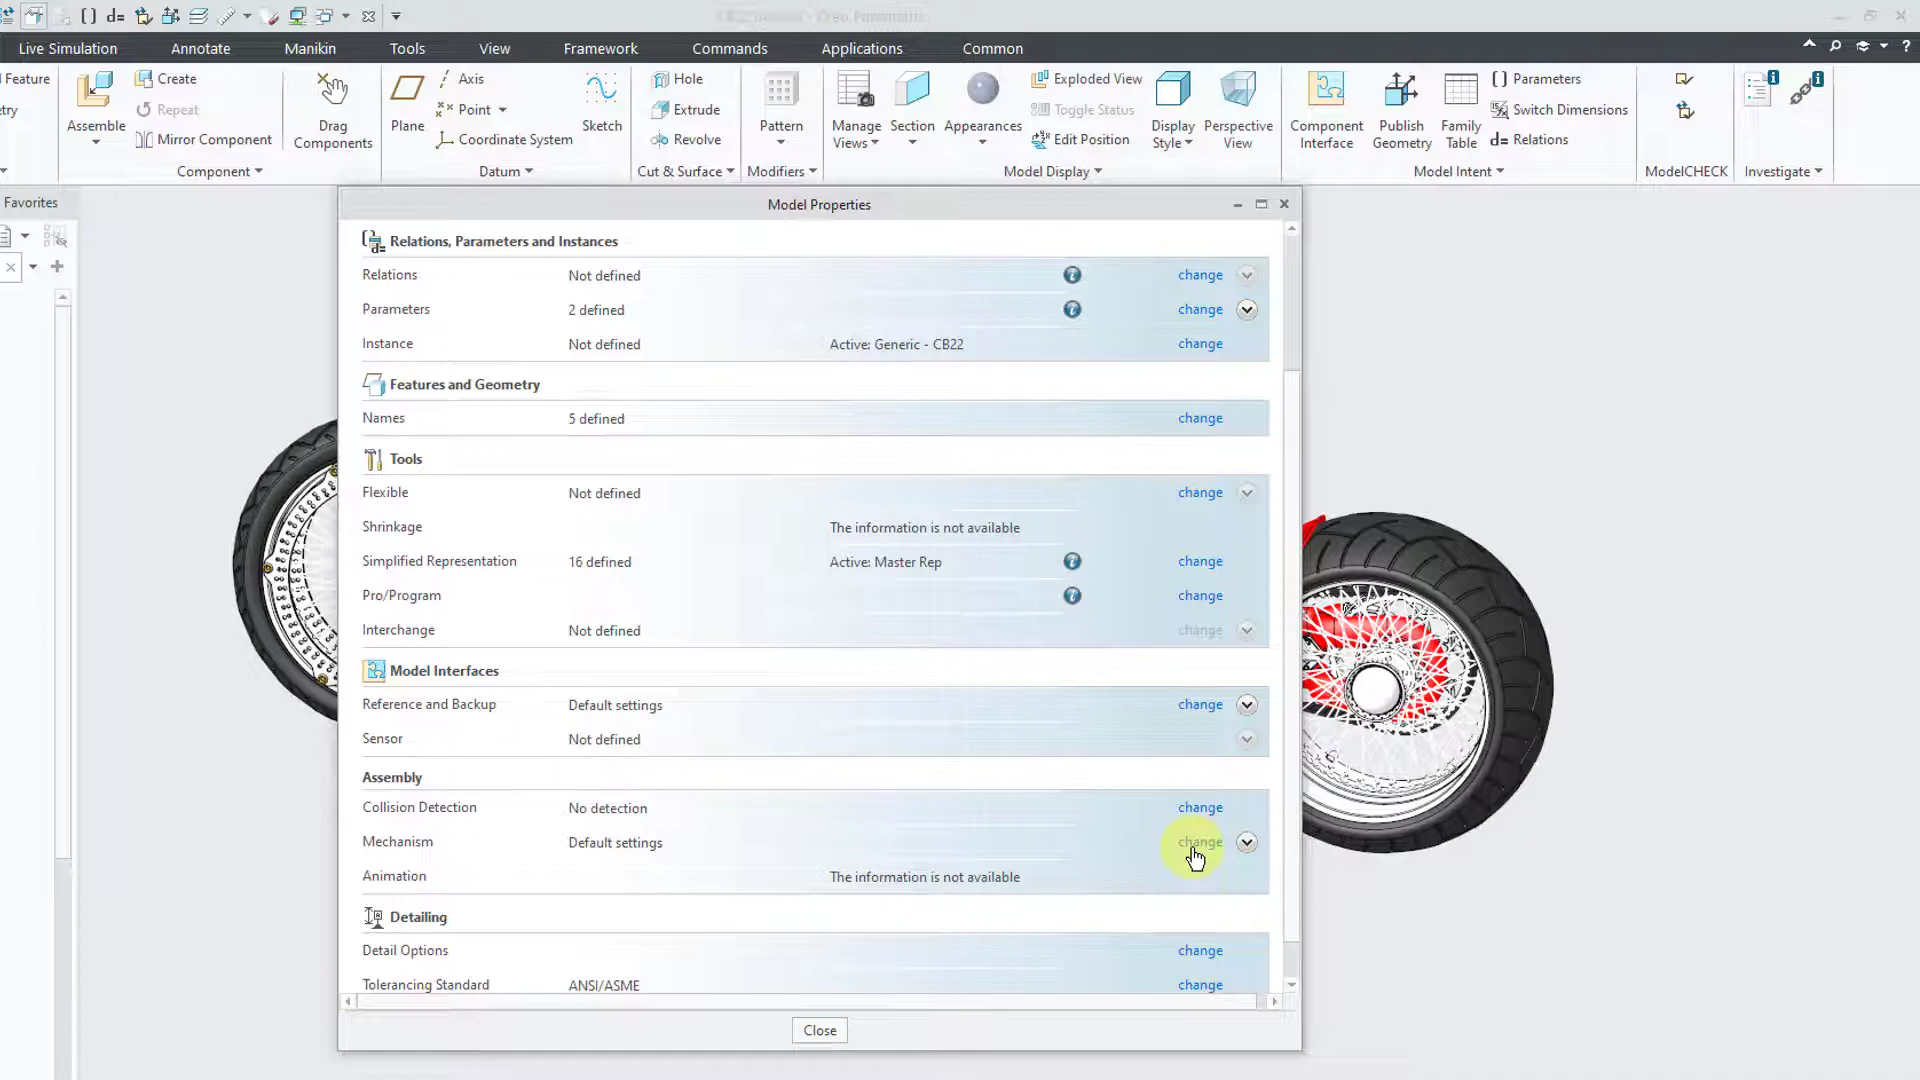 Live Simulation Annotate Manikin Tools View Framework Commands Applications Common
Feature
Assemble
Create
Repeat
Mirror Component
Component
Drag
Components
Plane
Axis
Point
Coordinate System
Sketch
Datum
Hole
Extrude
Revolve
Cut & Surface
Pattern
Modifiers
Manage
Views
Section
Appearances
Exploded View
Toggle Status
Edit Position
Display
Style
Perspective
View
Model Display
Component
Interface
Publish
Geometry
Family
Table
Parameters
Switch Dimensions
d= Relations
Model Intent
ModelCHECK
Investigate
Favorites
Model Properties
Relations, Parameters and Instances
Relations Not defined change
Parameters 2 defined change
Instance Not defined Active: Generic - CB22 change
Features and Geometry
Names 5 defined change
Tools
Flexible Not defined change
Shrinkage The information is not available
Simplified Representation 16 defined Active: Master Rep change
Pro/Program change
Interchange Not defined change
Model Interfaces
Reference and Backup Default settings change
Sensor Not defined
Assembly
Collision Detection No detection change
Mechanism Default settings change
Animation The information is not available
Detailing
Detail Options change
Tolerancing Standard ANSI/ASME change
Close